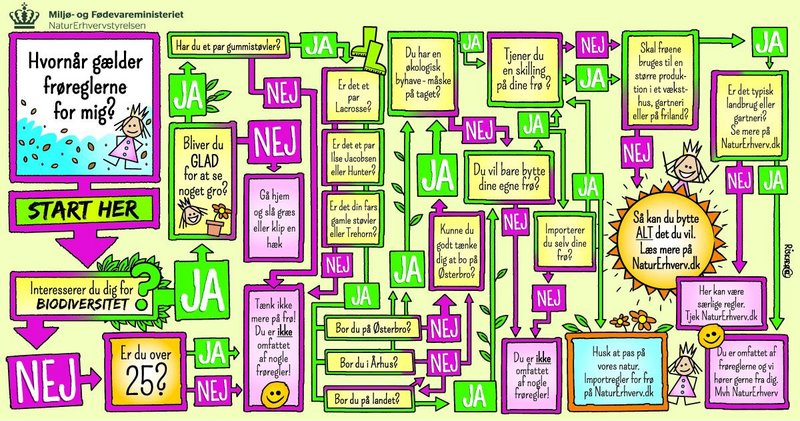 Miljø- og Fødevareministeriet
NaturErhvervstyrelsen
Hvornår gælder
frøreglerne
for mig?
START HER
Interesserer du dig for
BIODIVERSITET
?
NEJ
JA
Er du over
25?
JA
NEJ
Bliver du
GLAD
for at se
noget gro?
JA
NEJ
Gå hjem
og slå græs
eller klip en
hæk
Har du et par gummistøvler?
JA
NEJ
Tænk ikke
mere på frø!
Du er ikke
omfattet
af nogle
frøregler!
Er det et
par
Lacrosse?
Er det et par
Ilse Jacobsen
eller Hunter?
Er det din fars
gamle støvler
eller Trehorn?
Bor du på Østerbro?
NEJ
Bor du i Århus?
NEJ
Bor du på landet?
JA
Kunne du
godt tænke
dig at bo på
Østerbro?
JA
Du har en
økologisk
byhave - måske
på taget?
JA
NEJ
Tjener du
en skilling
på dine frø?
NEJ
JA
Du vil bare bytte
dine egne frø?
JA
NEJ
Importerer
du selv dine
frø?
JA
NEJ
Du er ikke
omfattet
af nogle
frøregler!
Skal frøene
bruges til en
større produk-
tion i et vækst-
hus, gartneri
eller på friland?
JA
NEJ
Er det typisk
landbrug eller
gartneri?
Se mere på
NaturErhverv.dk
NEJ
JA
Så kan du bytte
ALT det du vil.
Læs mere på
NaturErhverv.dk
Her kan være
særlige regler.
Tjek NaturErhverv.dk
Husk at pas på
vores natur.
Importregler for frø
på NaturErhverv.dk
Du er omfattet af
frøreglerne og vi
hører gerne fra dig.
Mvh NaturErhverv